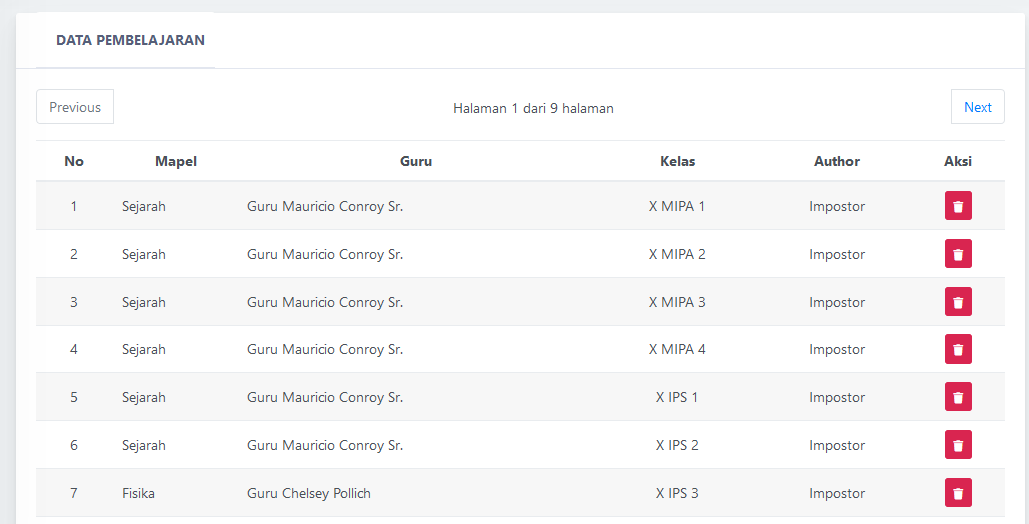 DATA PEMBELAJARAN
Previous Halaman 1 dari 9 halaman Next
No Mapel Guru Kelas Author Aksi
1 Sejarah Guru Mauricio Conroy Sr. X MIPA 1 Impostor
2 Sejarah Guru Mauricio Conroy Sr. X MIPA 2 Impostor
3 Sejarah Guru Mauricio Conroy Sr. X MIPA 3 Impostor
4 Sejarah Guru Mauricio Conroy Sr. X MIPA 4 Impostor
5 Sejarah Guru Mauricio Conroy Sr. X IPS 1 Impostor
6 Sejarah Guru Mauricio Conroy Sr. X IPS 2 Impostor
7 Fisika Guru Chelsey Pollich X IPS 3 Impostor